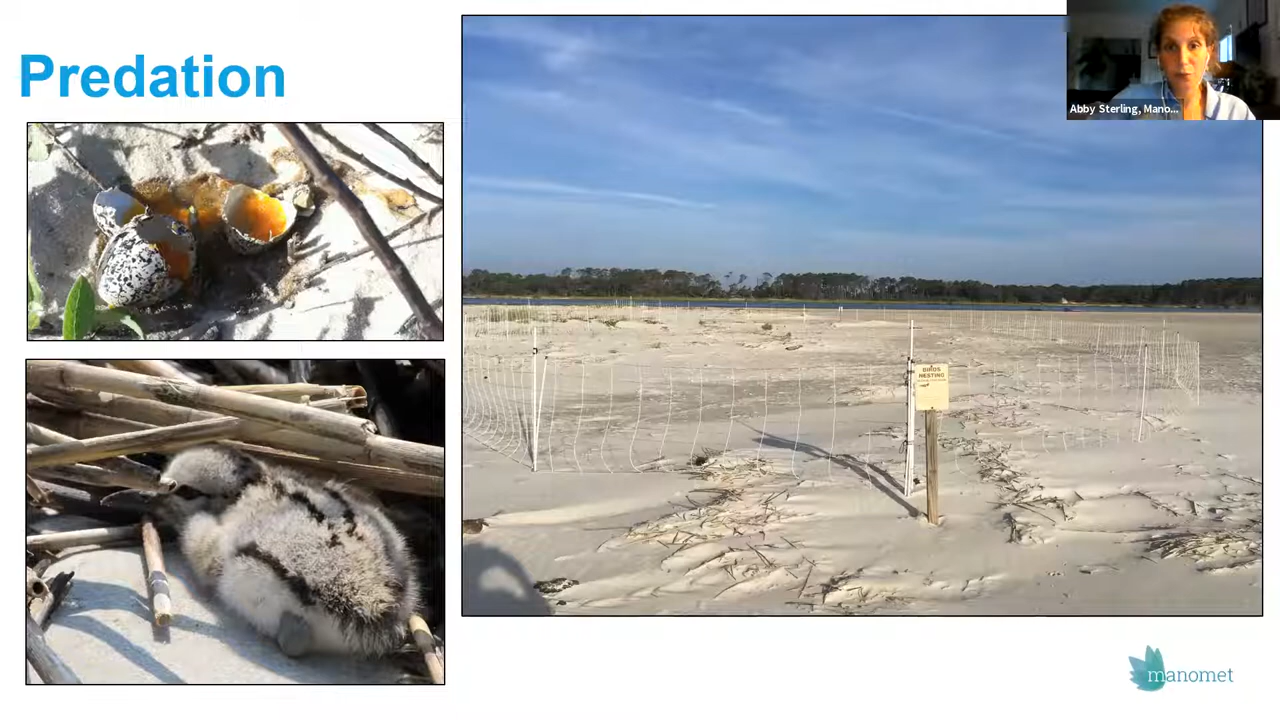 Predation
Abby Sterling, Mano...
BIRDS
NESTING
manomet